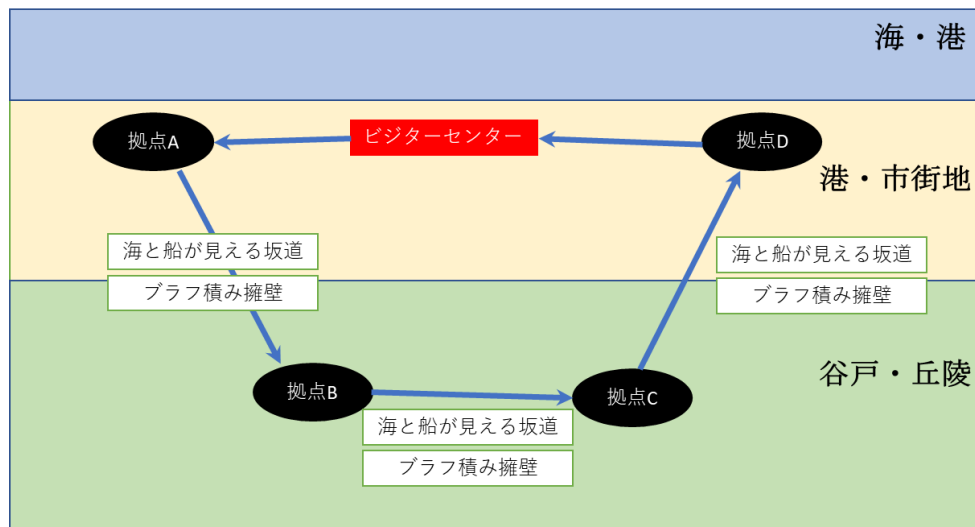 海・港
拠点A
ビジターセンター
拠点D
港・市街地
海と船が見える坂道
ブラフ積み擁壁
海と船が見える坂道
ブラフ積み擁壁
谷戸・丘陵
拠点B
拠点C
海と船が見える坂道
ブラフ積み擁壁